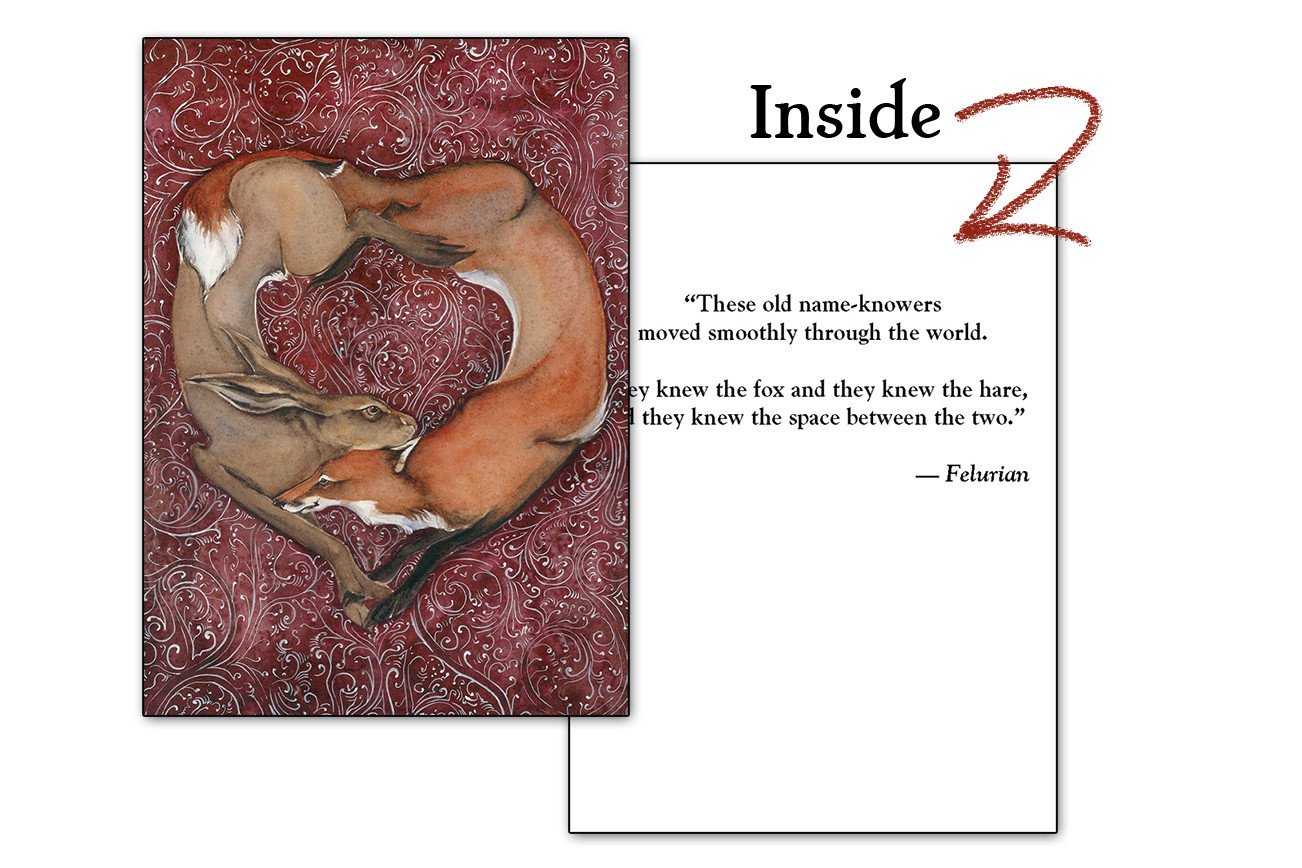 Inside
“These old name-knowers
moved smoothly through the world.
ey knew the fox and they knew the hare,
they knew the space between the two.”
— Felurian